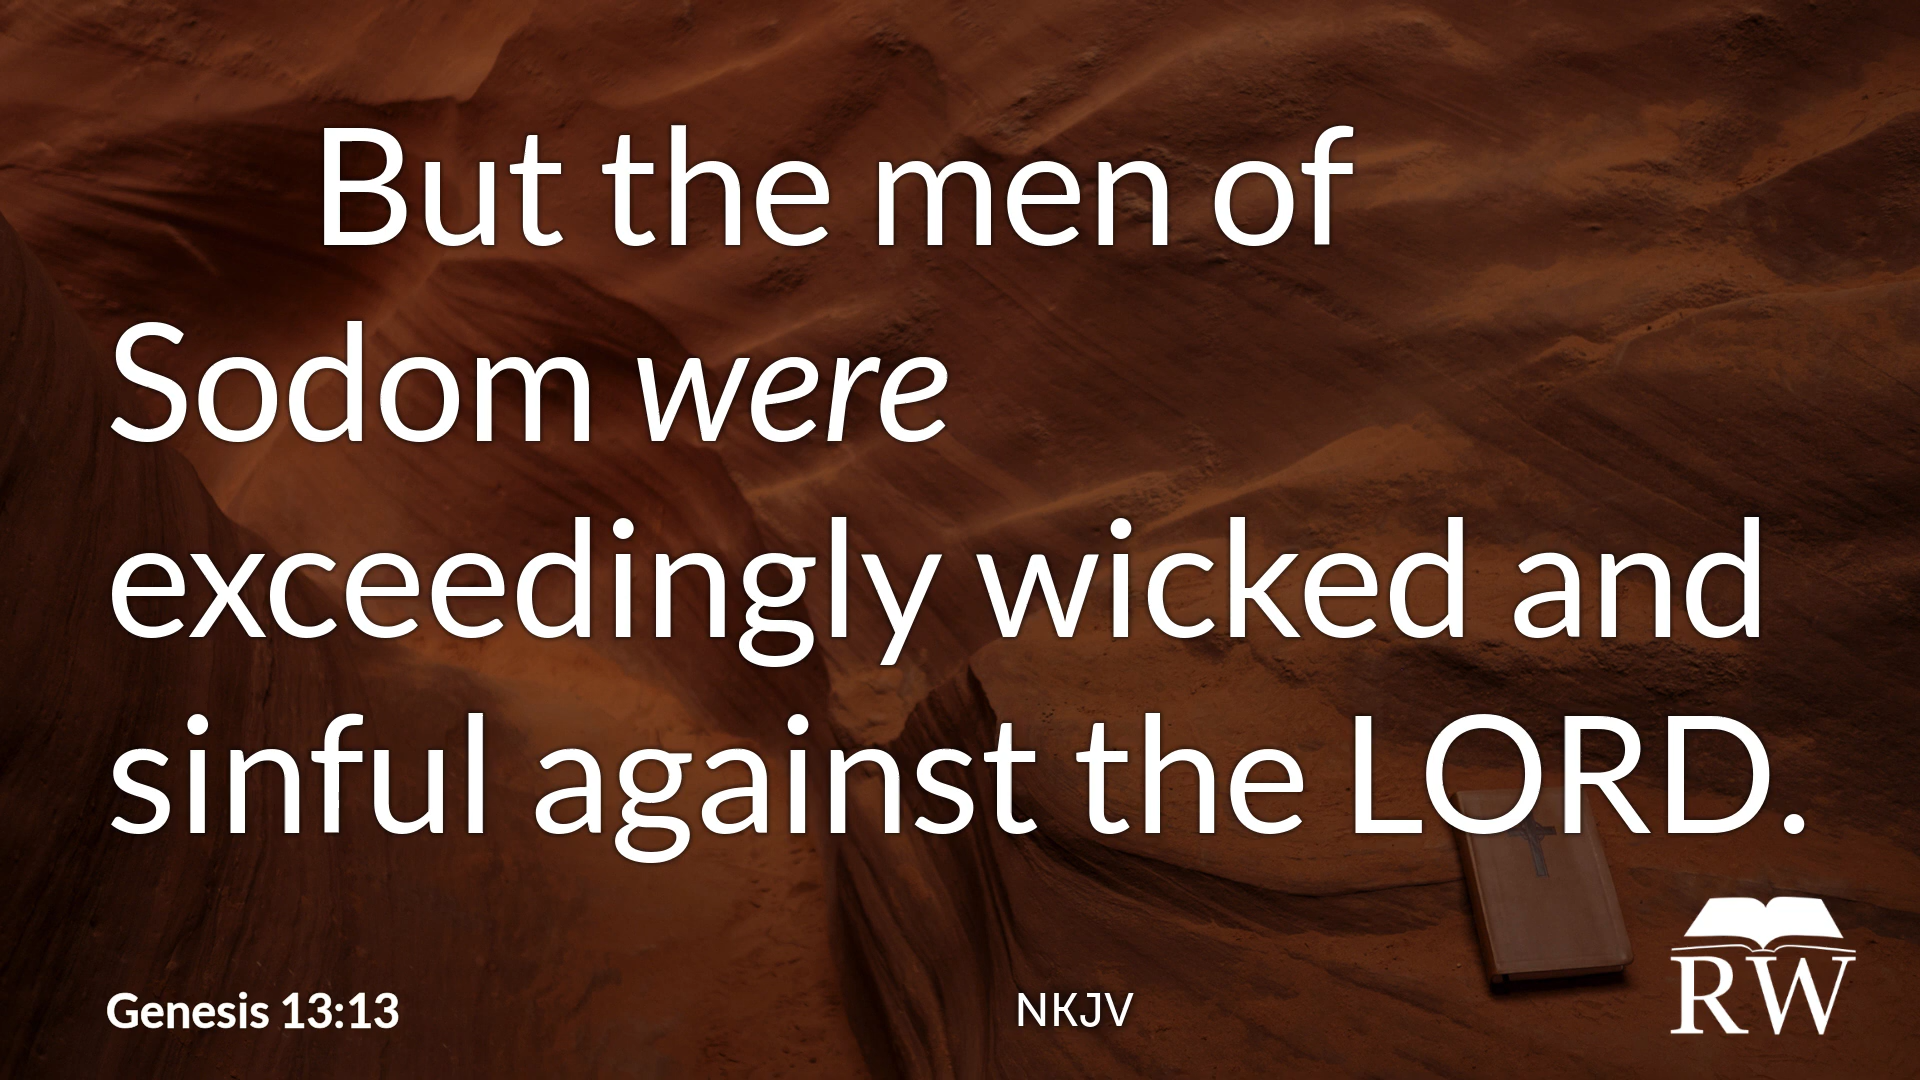 But the men of
Sodom were
exceedingly wicked and
sinful against the LORD.
Genesis 13:13
NKJV
RW